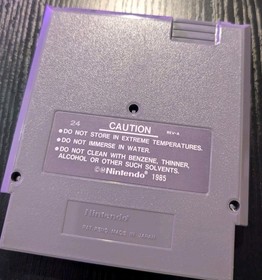 24
CAUTION
REV-A
•DO NOT STORE IN EXTREME TEMPERATURES.
•DO NOT IMMERSE IN WATER.
•DO NOT CLEAN WITH BENZENE, THINNER,
ALCOHOL OR OTHER SUCH SOLVENTS.
©®Nintendo® 1985
Nintendo®
MADE IN JAPAN